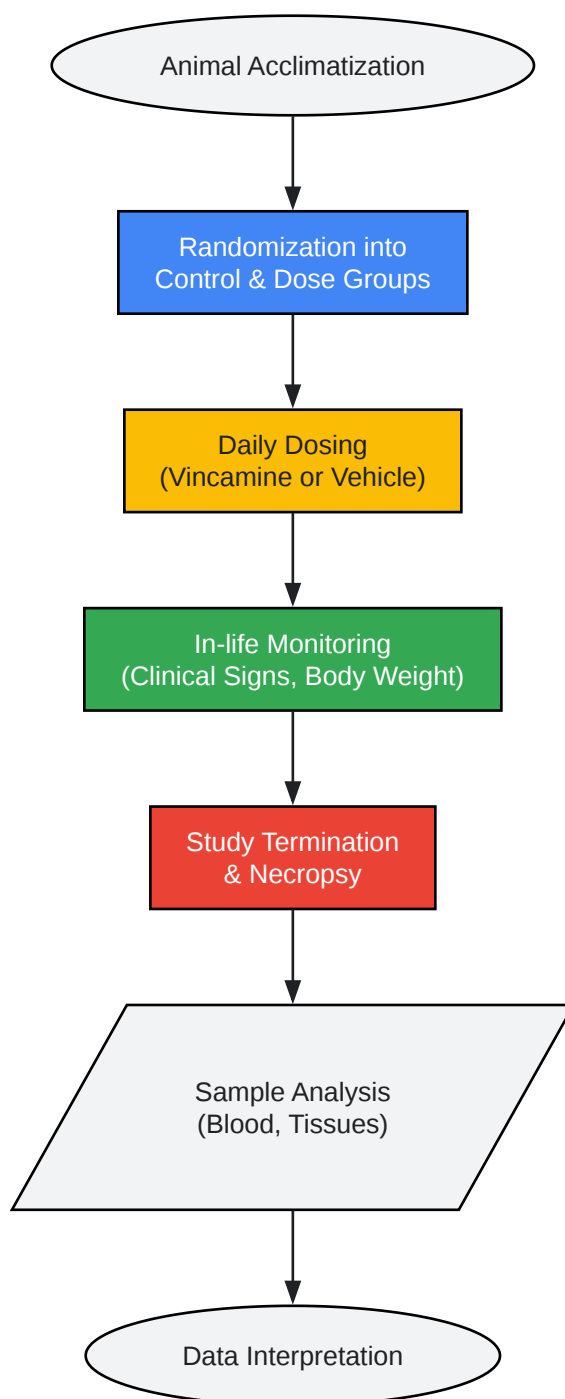 Animal Acclimatization
Randomization into
Control & Dose Groups
Daily Dosing
(Vincamine or Vehicle)
In-life Monitoring
(Clinical Signs, Body Weight)
Study Termination
& Necropsy
Sample Analysis
(Blood, Tissues)
Data Interpretation